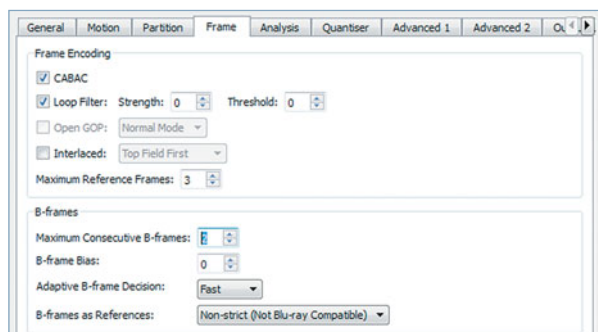 General Motion Partition Frame Analysis Quantiser Advanced 1 Advanced 2
Frame Encoding
CABAC
Loop Filter: Strength: 0 Threshold: 0
Open GOP: Normal Mode
Interlaced: Top Field First
Maximum Reference Frames: 3
B-frames
Maximum Consecutive B-frames: 2
B-frame Bias: 0
Adaptive B-frame Decision: Fast
B-frames as References: Non-strict (Not Blu-ray Compatible)